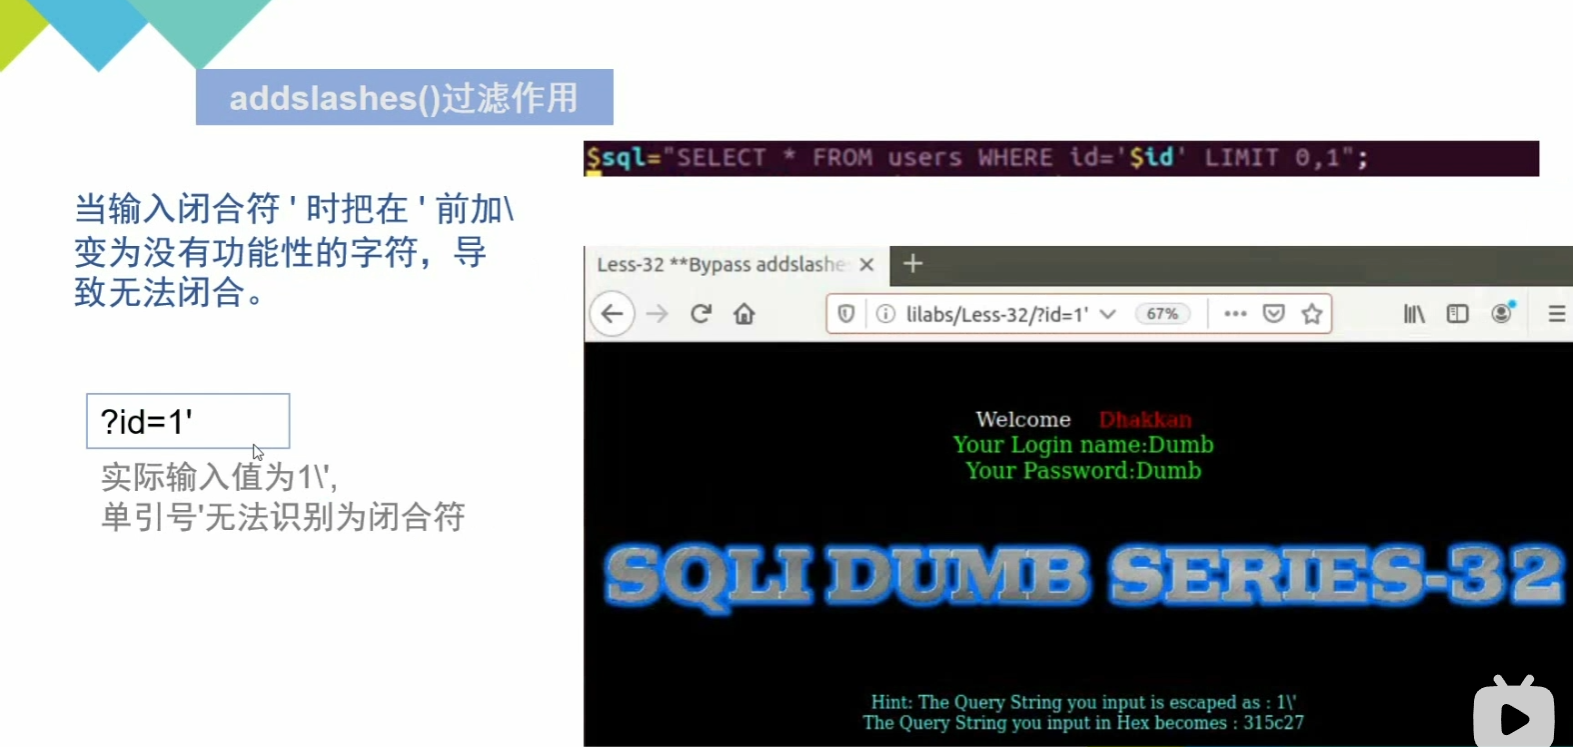 addslashes()过滤作用
$sql="SELECT * FROM users WHERE id='$id' LIMIT 0,1";
当输入闭合符 ' 时把在 ' 前加\
变为没有功能性的字符，导
致无法闭合。
?id=1'
实际输入值为1\',
单引号'无法识别为闭合符
Less-32 **Bypass addslashe
lilabs/Less-32/?id=1'
67%
Welcome Dhakkan
Your Login name:Dumb
Your Password:Dumb
SQLI DUMB SERIES-32
Hint: The Query String you input is escaped as : 1\'
The Query String you input in Hex becomes : 315c27